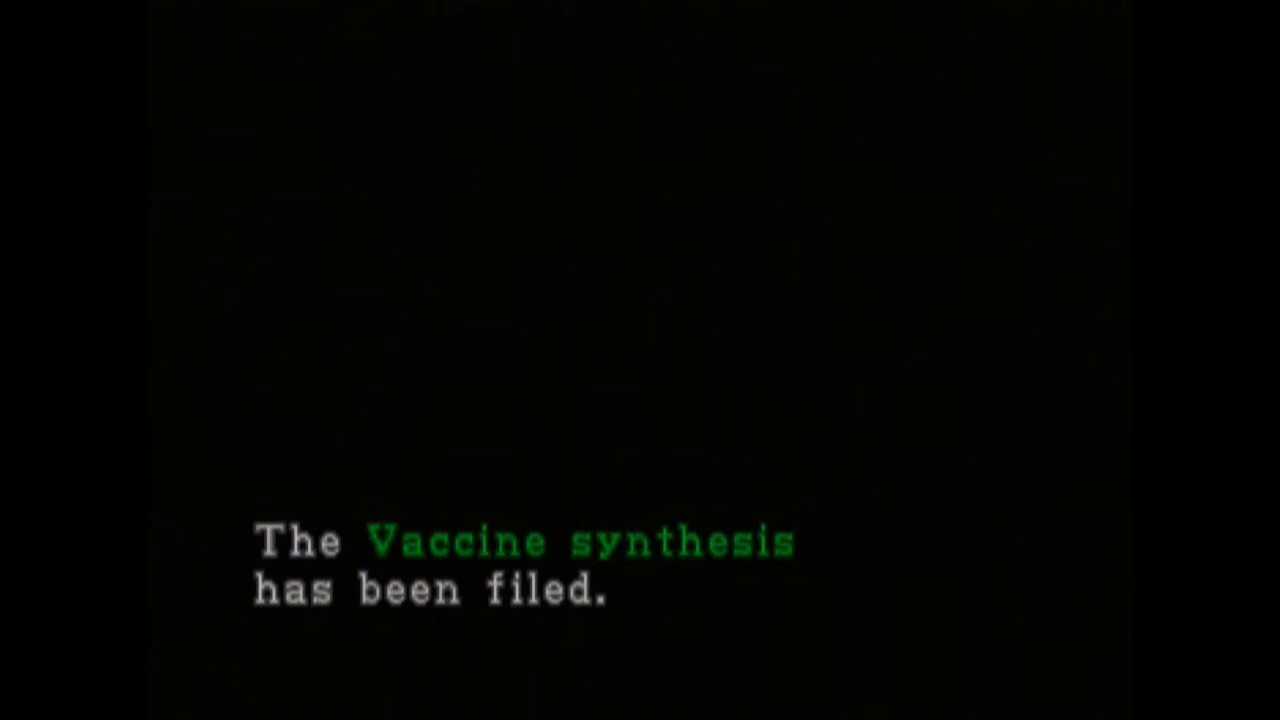 The Vaccine synthesis
has been filed.